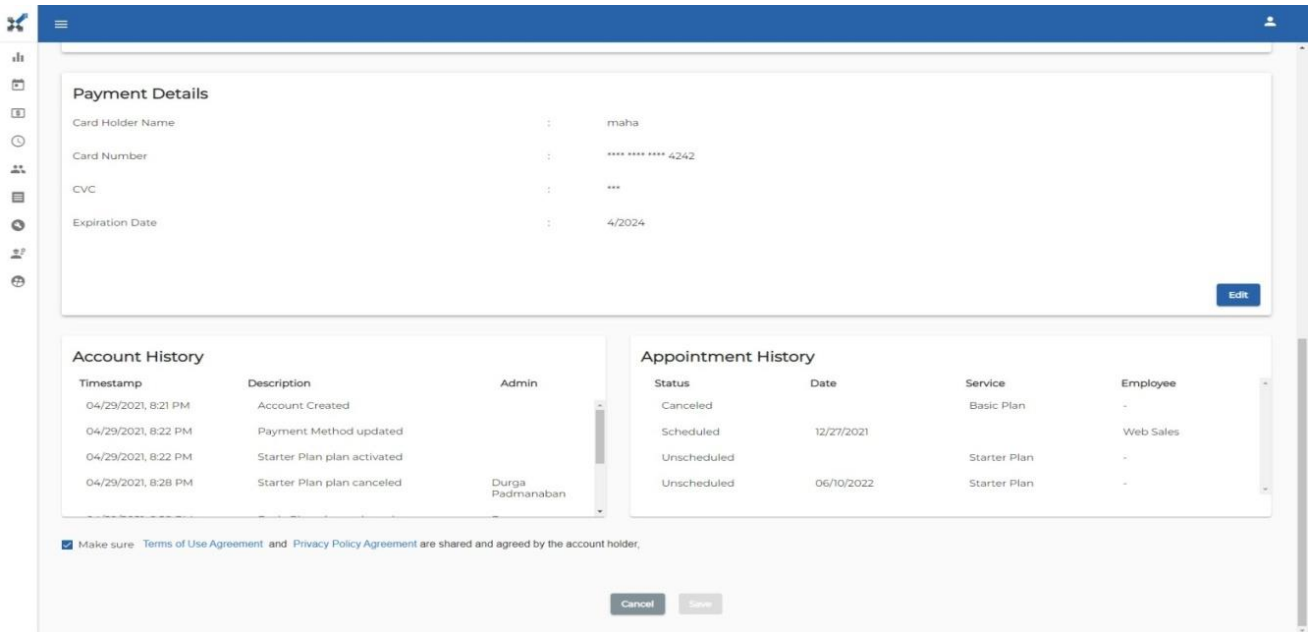 Payment Details
Card Holder Name : maha
Card Number : **** **** **** 4242
CVC : ***
Expiration Date : 4/2024
Edit
Account History
Timestamp Description Admin
04/29/2021, 8:21 PM Account Created
04/29/2021, 8:22 PM Payment Method updated
04/29/2021, 8:22 PM Starter Plan plan activated
04/29/2021, 8:28 PM Starter Plan plan canceled Durga
Padmanaban
Appointment History
Status Date Service Employee
Canceled Basic Plan -
Scheduled 12/27/2021 Web Sales
Unscheduled Starter Plan -
Unscheduled 06/10/2022 Starter Plan -
Make sure Terms of Use Agreement and Privacy Policy Agreement are shared and agreed by the account holder,
Cancel Save